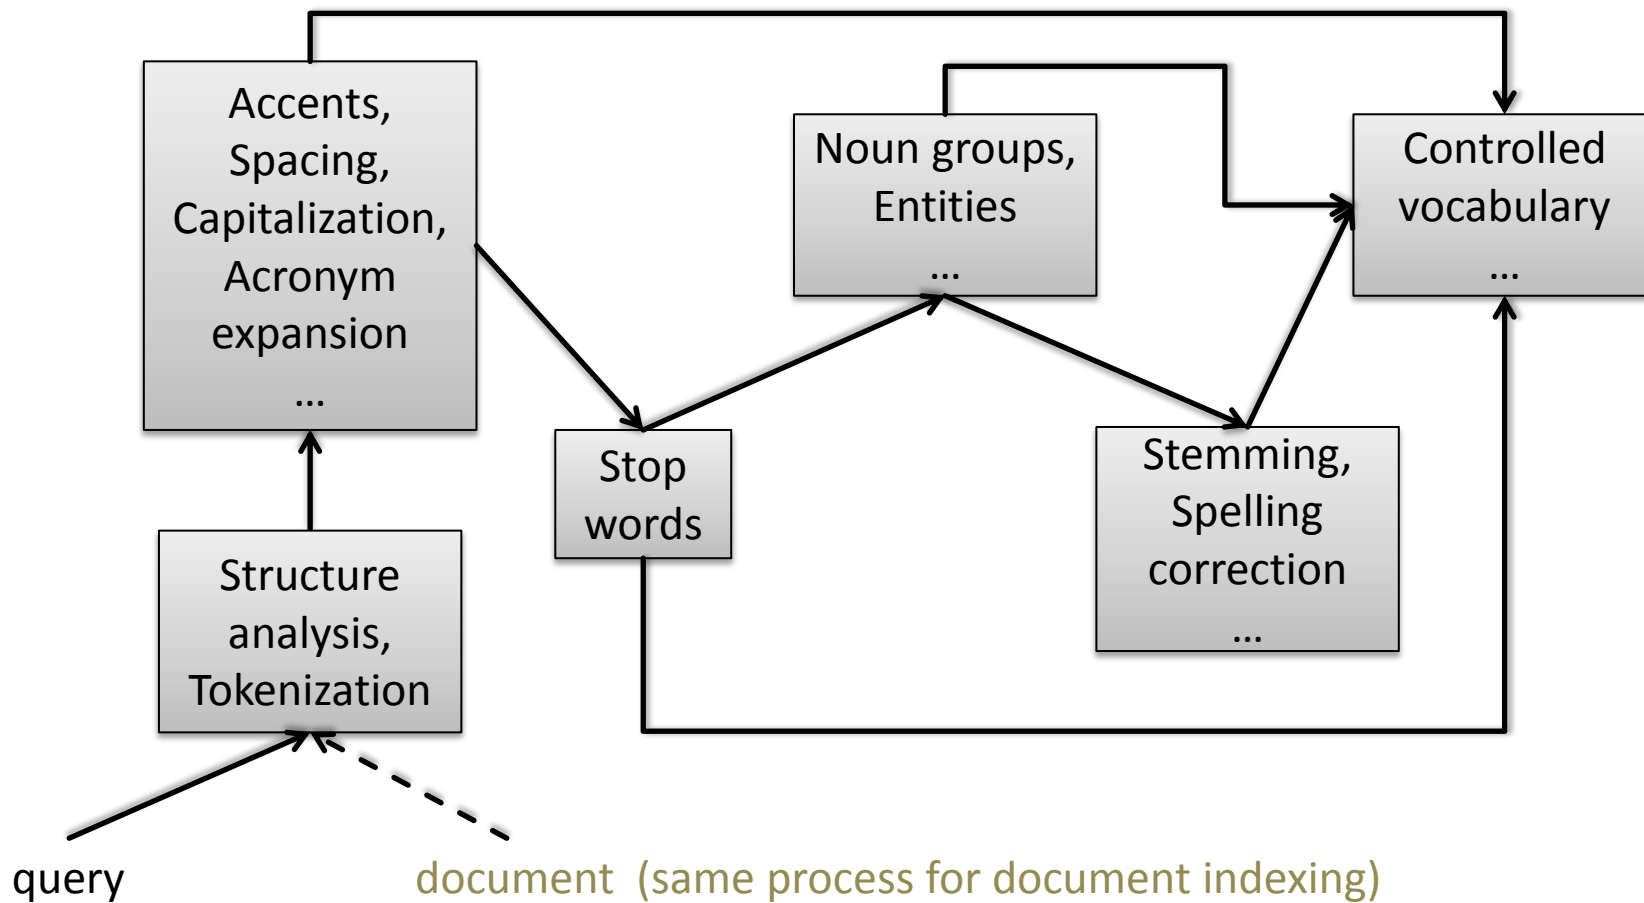 Accents,
Spacing,
Capitalization,
Acronym
expansion
...
Noun groups,
Entities
...
Controlled
vocabulary
...
Stop
words
Stemming,
Spelling
correction
...
Structure
analysis,
Tokenization
query
document (same process for document indexing)